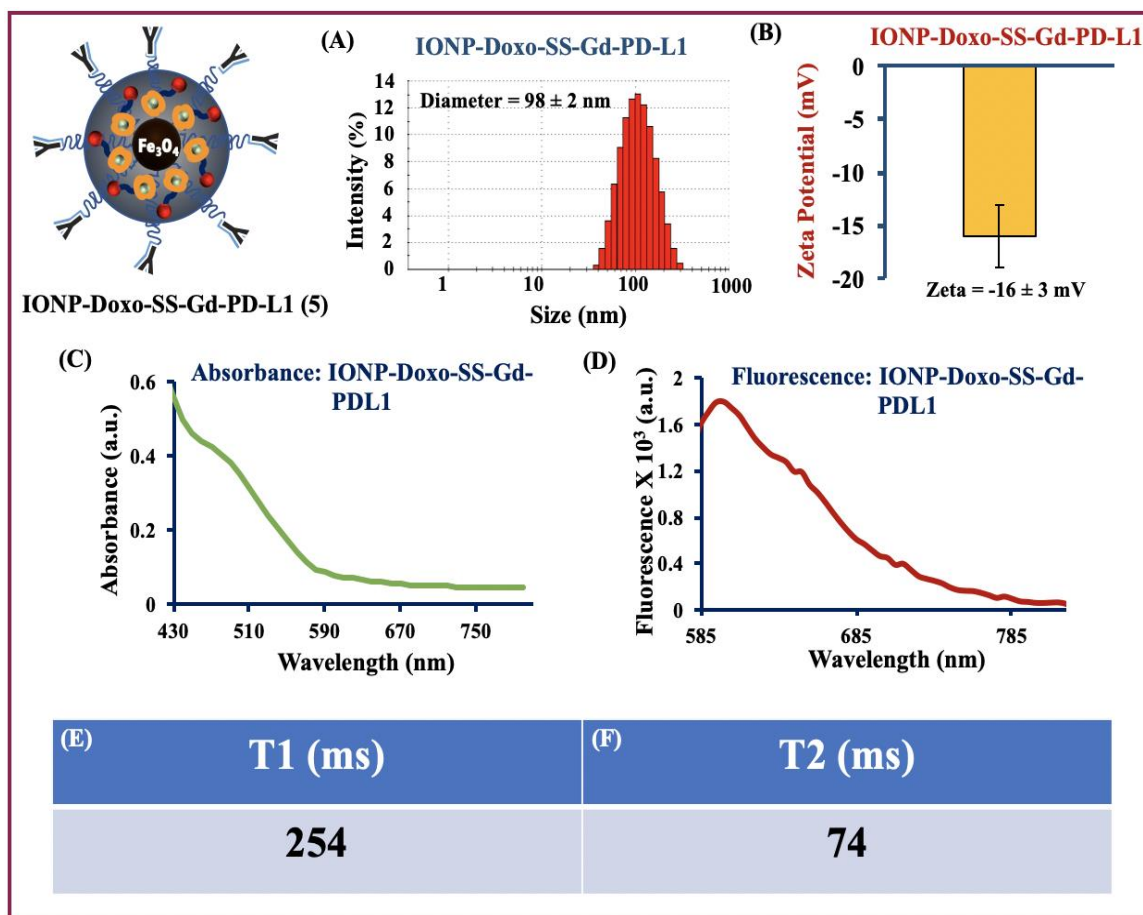 Fe₃O₄
IONP-Doxo-SS-Gd-PD-L1 (5)
(A)
IONP-Doxo-SS-Gd-PD-L1
Diameter = 98 ± 2 nm
Intensity (%)
14
12
10
8
6
4
2
0
1 10 100 1000
Size (nm)
(B)
IONP-Doxo-SS-Gd-PD-L1
Zeta Potential (mV)
0
-5
-10
-15
-20
Zeta = -16 ± 3 mV
(C)
Absorbance: IONP-Doxo-SS-Gd-
PDL1
Absorbance (a.u.)
0.6
0.4
0.2
0
430 510 590 670 750
Wavelength (nm)
(D)
Fluorescence: IONP-Doxo-SS-Gd-
PDL1
Fluorescence X 10³ (a.u.)
2
1.6
1.2
0.8
0.4
0
585 685 785
Wavelength (nm)
(E) T1 (ms) (F) T2 (ms)
254 74